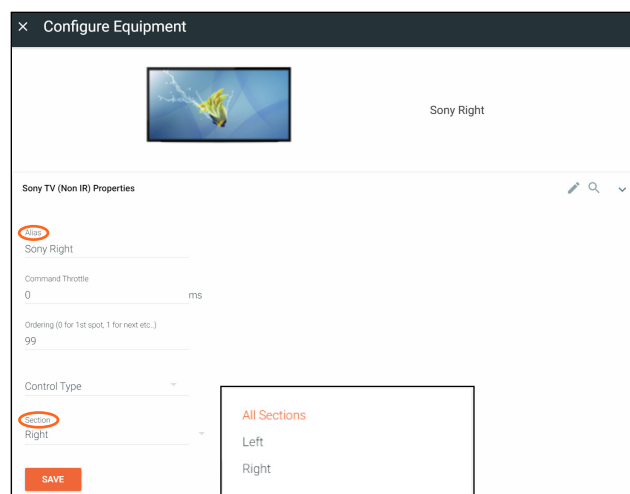 × Configure Equipment
Sony Right
Sony TV (Non IR) Properties
Alias
Sony Right
Command Throttle
0 ms
Ordering (0 for 1st spot, 1 for next etc..)
99
Control Type
Section
Right
All Sections
Left
Right
SAVE